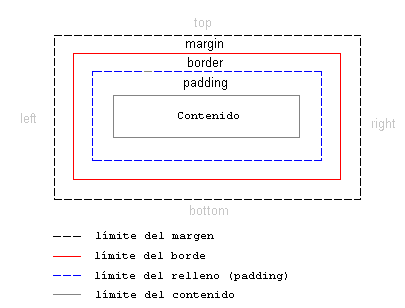 top
margin
border
padding
left
Contenido
right
bottom
límite del margen
límite del borde
límite del relleno (padding)
límite del contenido